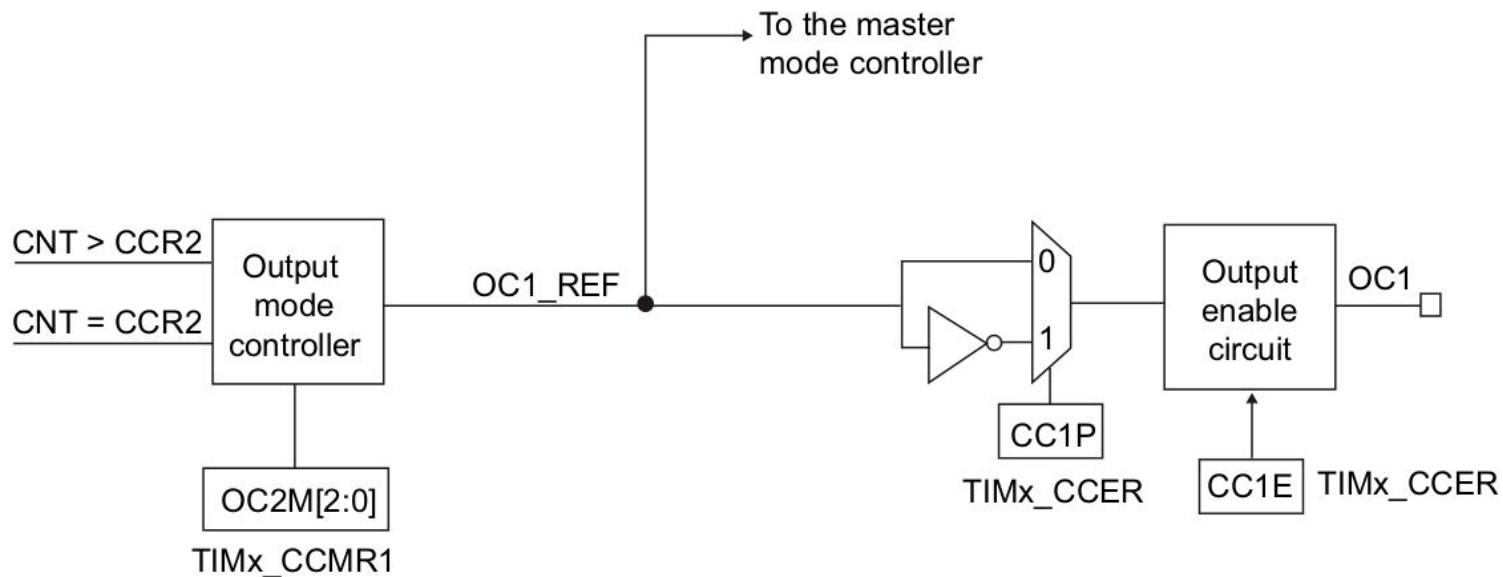 To the master
mode controller
CNT > CCR2
CNT = CCR2
Output
mode
controller
OC1_REF
0
1
Output
enable
circuit
OC1
CC1P
TIMx_CCER
CC1E
TIMx_CCER
OC2M[2:0]
TIMx_CCMR1